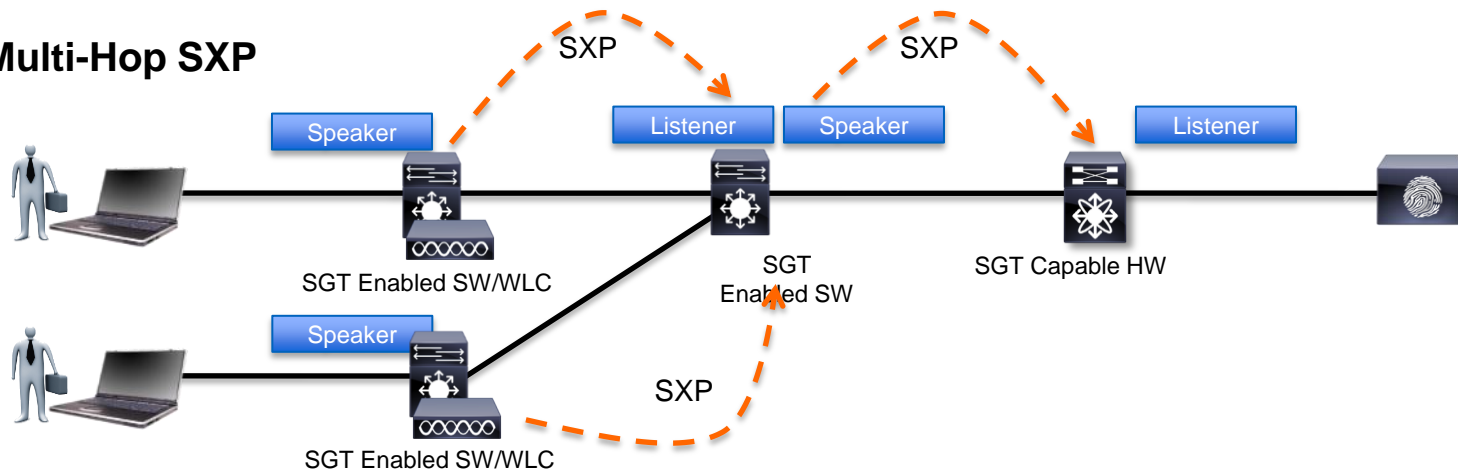 Multi-Hop SXP
SXP
SXP
Speaker
Listener
Speaker
Listener
SGT Enabled SW/WLC
SGT
Enabled SW
SGT Capable HW
Speaker
SXP
SGT Enabled SW/WLC